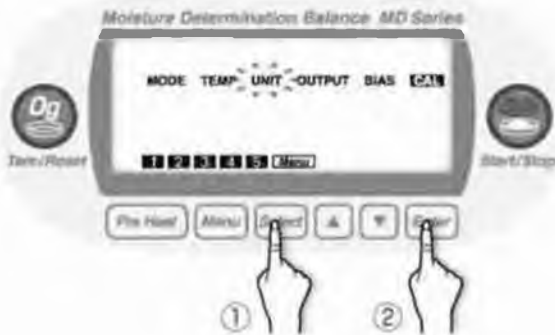 Moisture Determination Balance MD Series
MODE TEMP UNIT OUTPUT BIAS CAL
0g
Tare/Reset
Start/Stop
1 2 3 4 5 Menu
Pre Heat Menu Select ▲ ▼ Enter
① ②